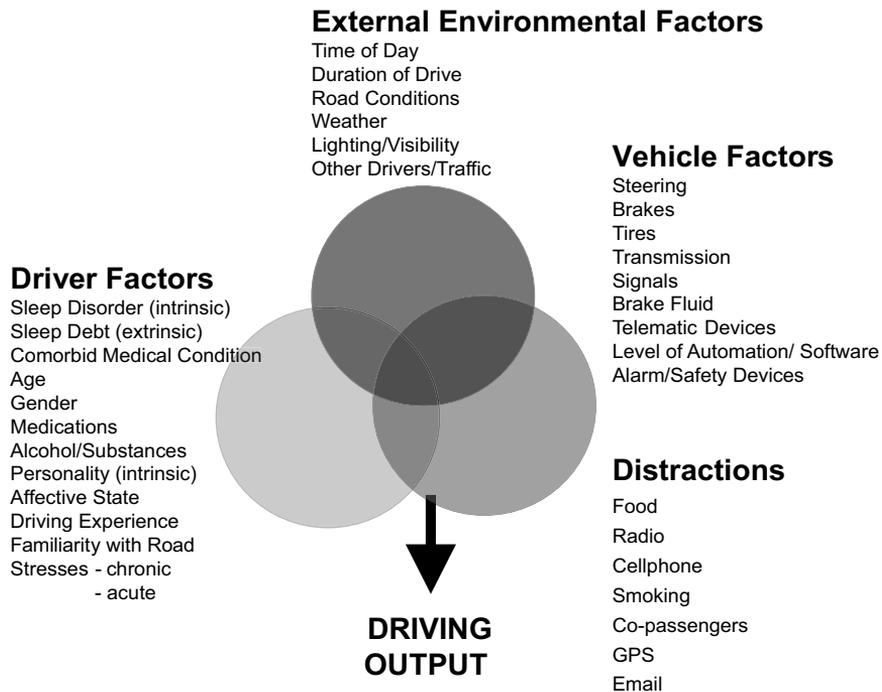 External Environmental Factors
Time of Day
Duration of Drive
Road Conditions
Weather
Lighting/Visibility
Other Drivers/Traffic
Vehicle Factors
Steering
Brakes
Tires
Transmission
Signals
Brake Fluid
Telematic Devices
Level of Automation/ Software
Alarm/Safety Devices
Driver Factors
Sleep Disorder (intrinsic)
Sleep Debt (extrinsic)
Comorbid Medical Condition
Age
Gender
Medications
Alcohol/Substances
Personality (intrinsic)
Affective State
Driving Experience
Familiarity with Road
Stresses - chronic
- acute
Distractions
Food
Radio
Cellphone
Smoking
Co-passengers
GPS
Email
DRIVING
OUTPUT